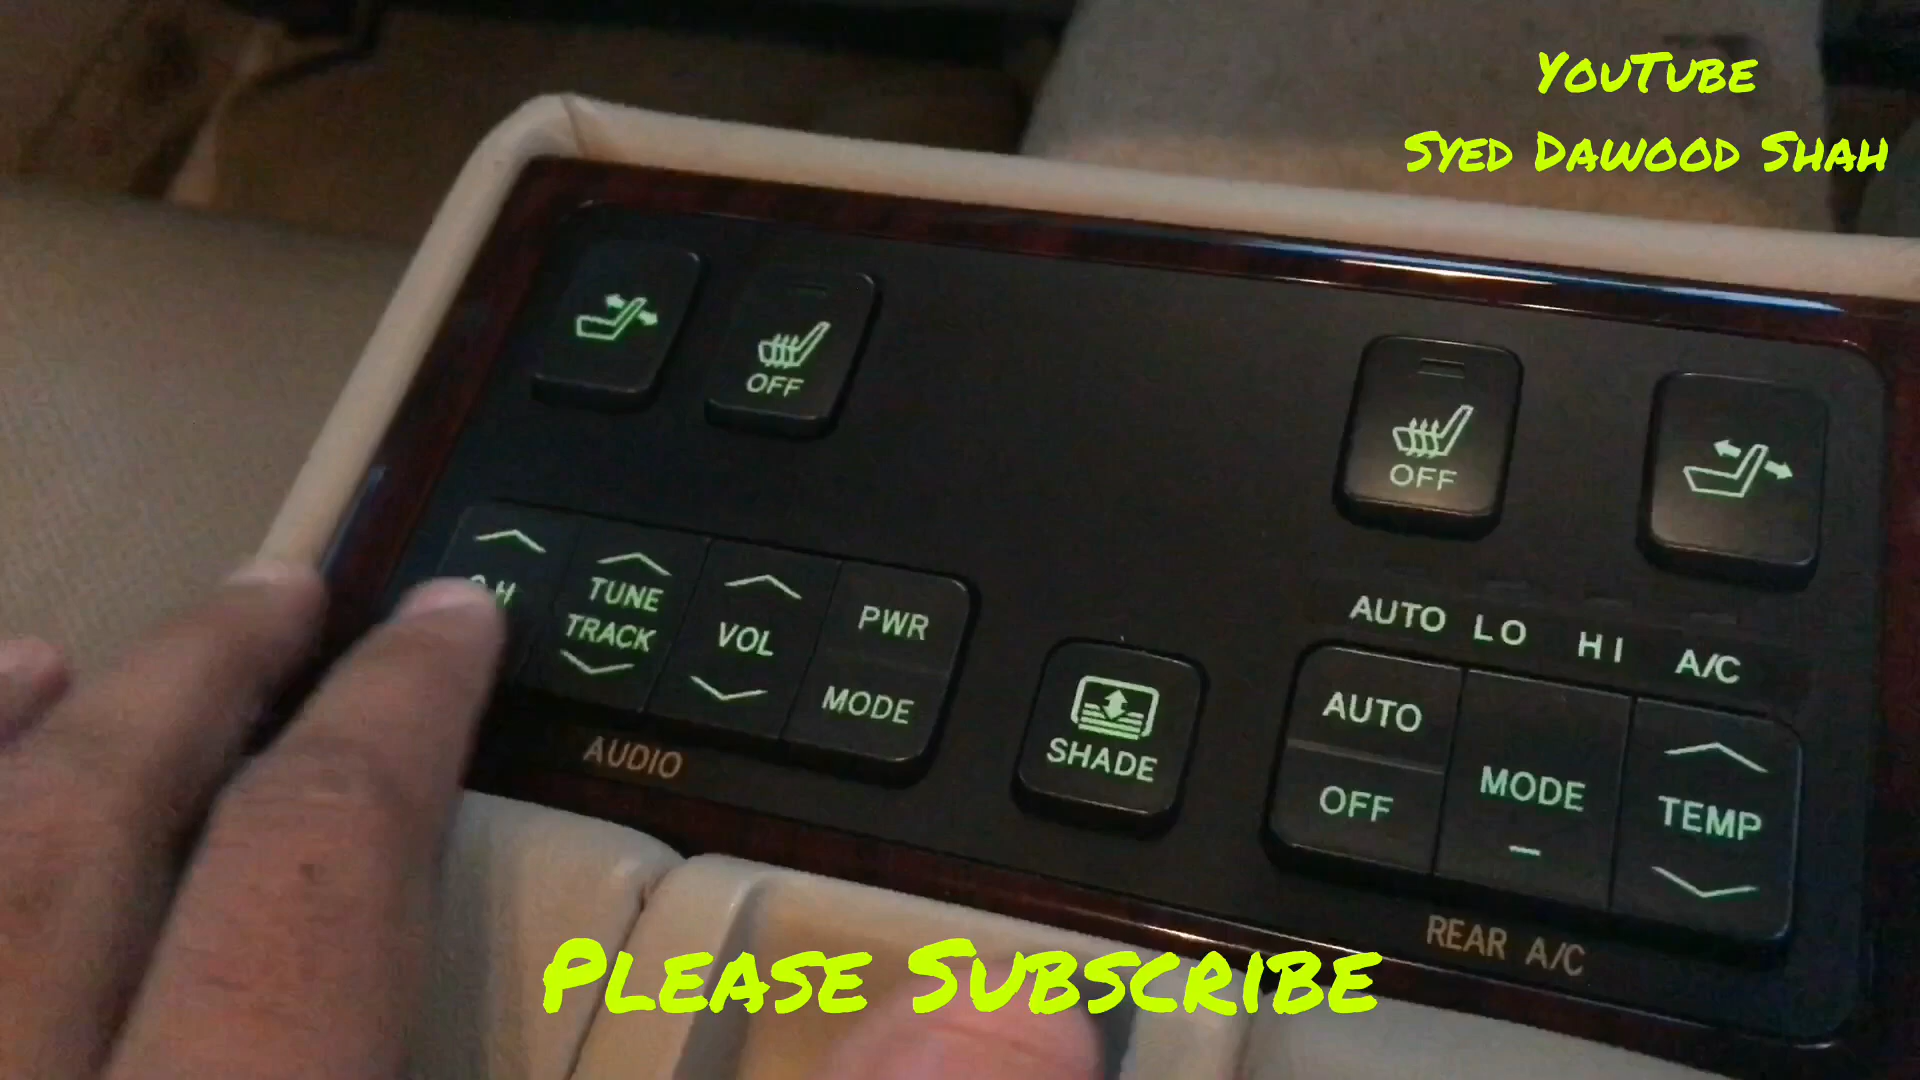 YouTube
Syed Dawood Shah
OFF
OFF
TUNE
TRACK
VOL
PWR
MODE
AUDIO
SHADE
AUTO LO HI A/C
AUTO
OFF
MODE
TEMP
REAR A/C
Please Subscribe